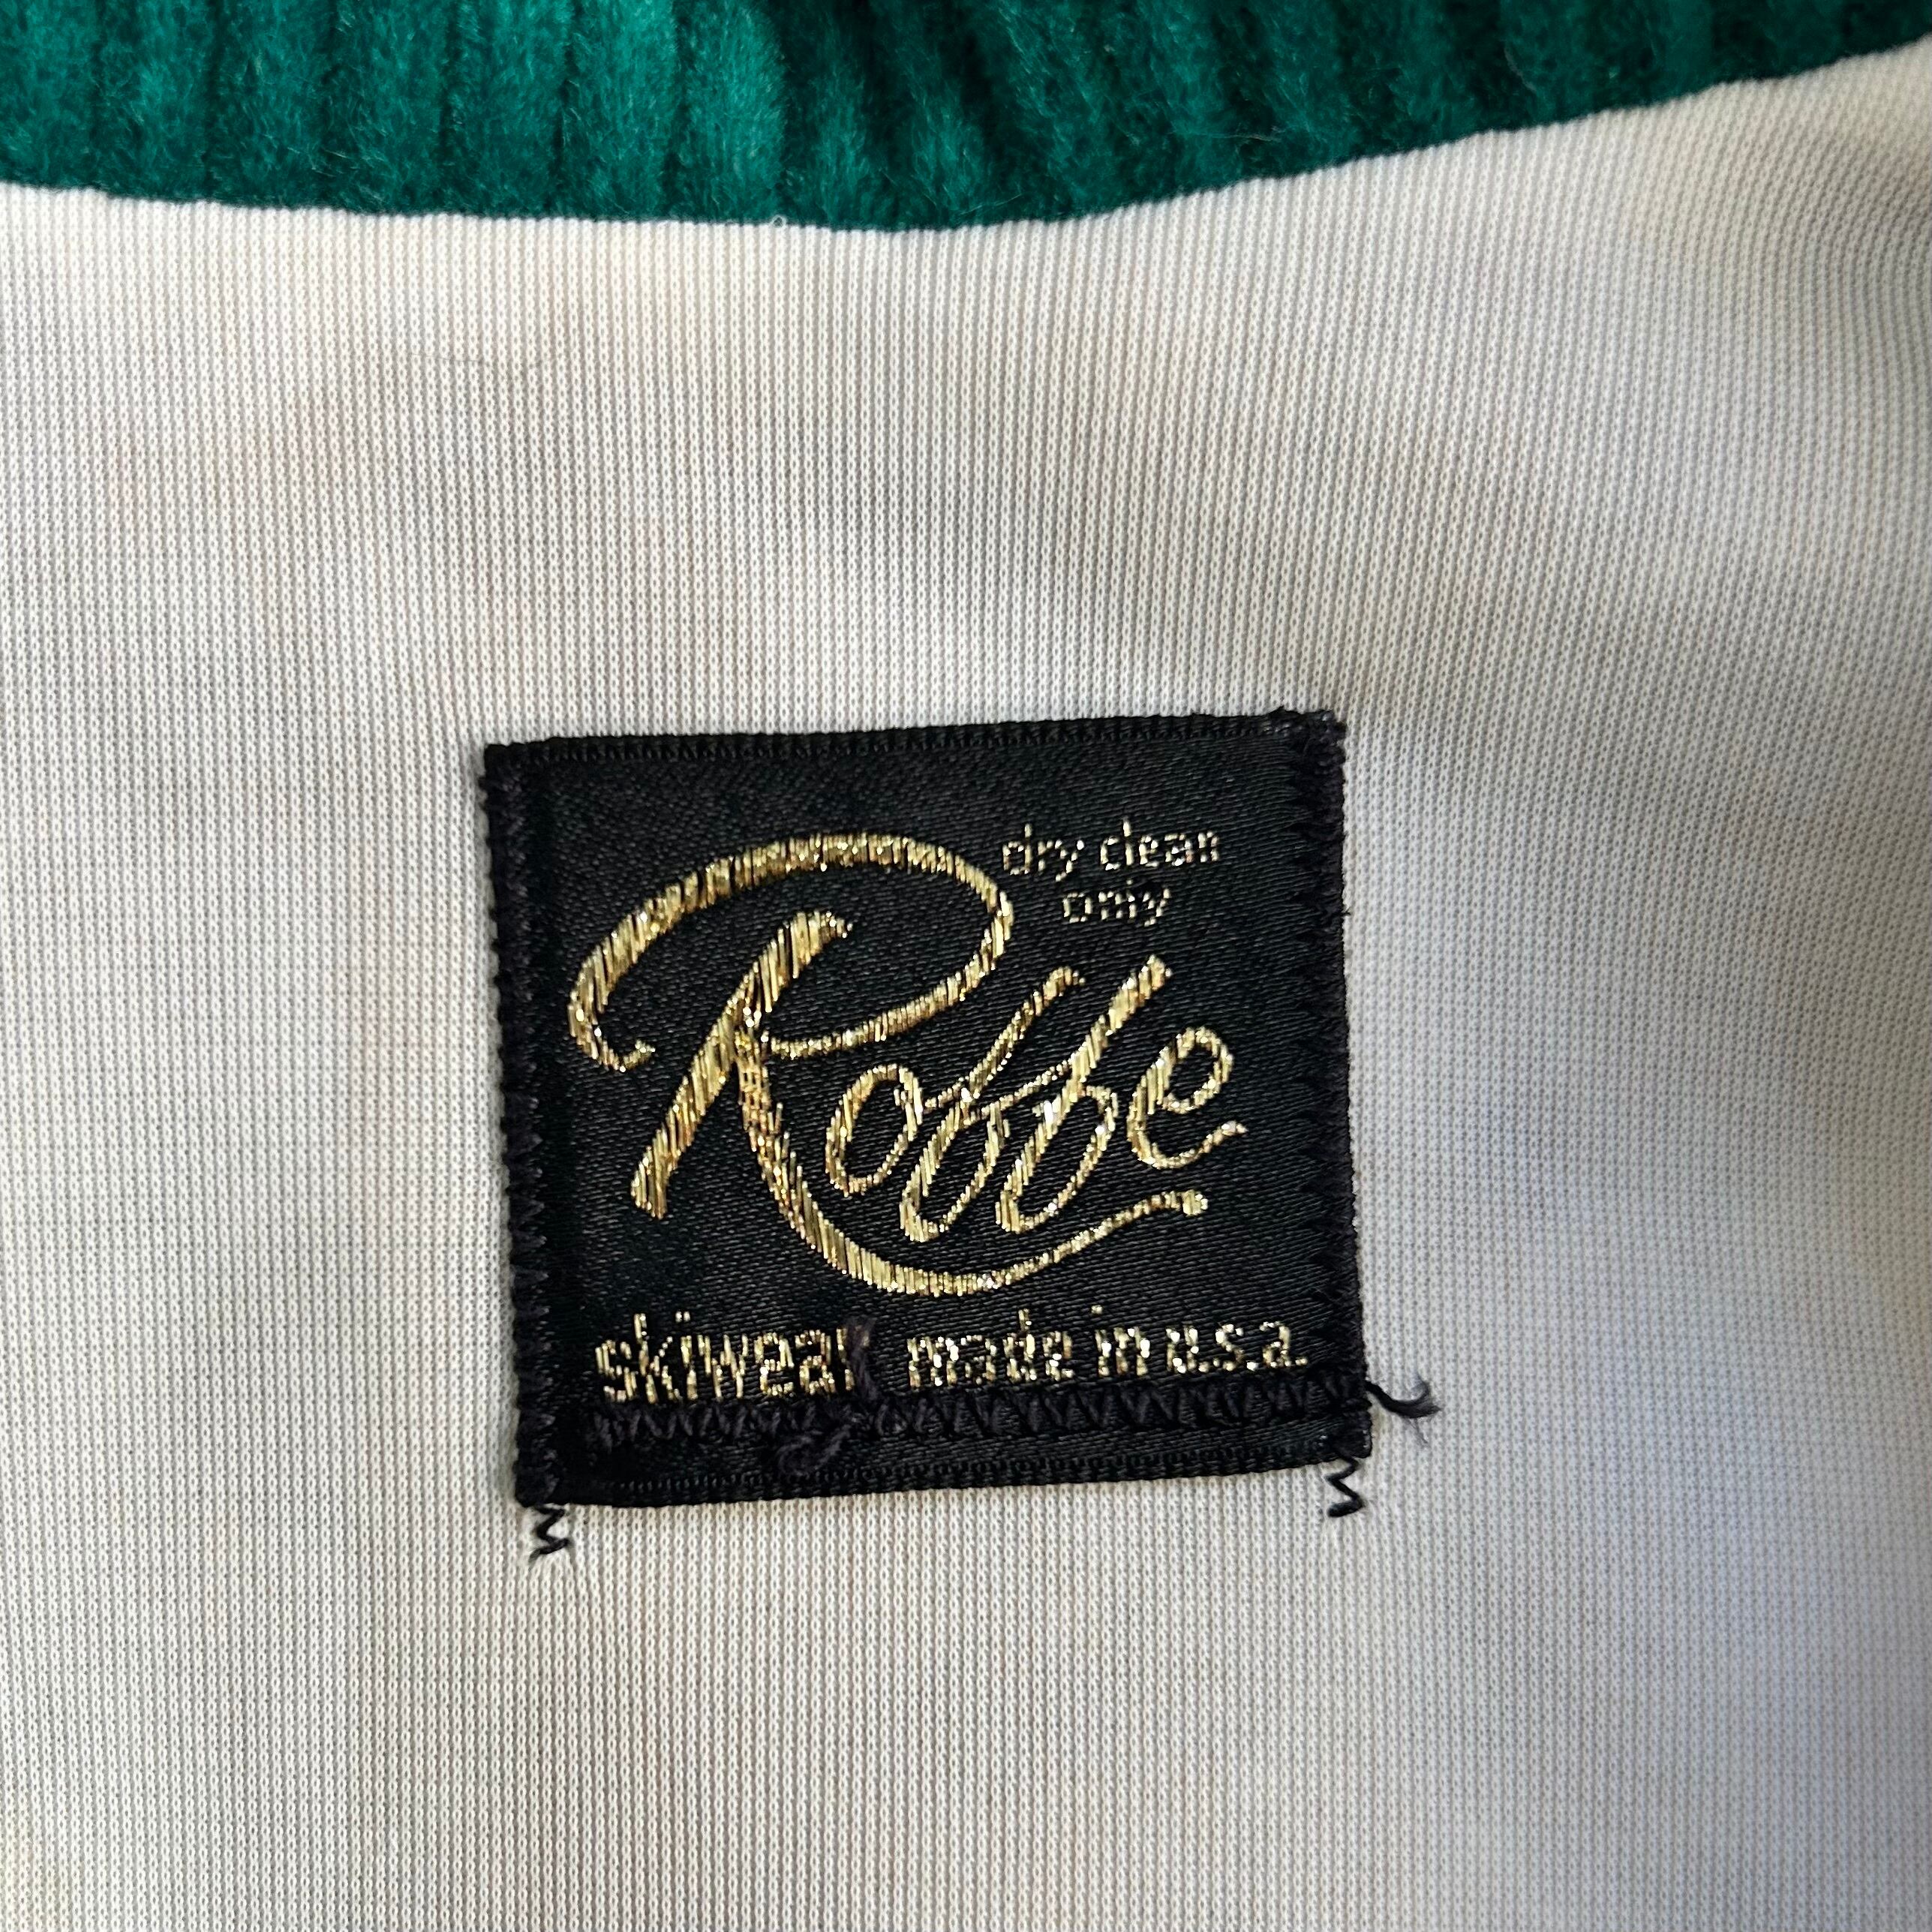 dry clean
only
Roffe
skiwear made in u.s.a.